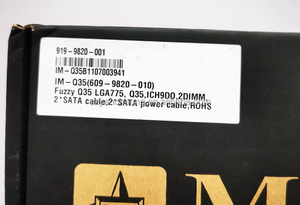 919-9820-001
IM-Q35B1107003941
IM-Q35(609-9820-010)
Fuzzy Q35 LGA775, Q35,ICH9DO,2DIMM,
2*SATA cable,2*SATA power cable,ROHS
M